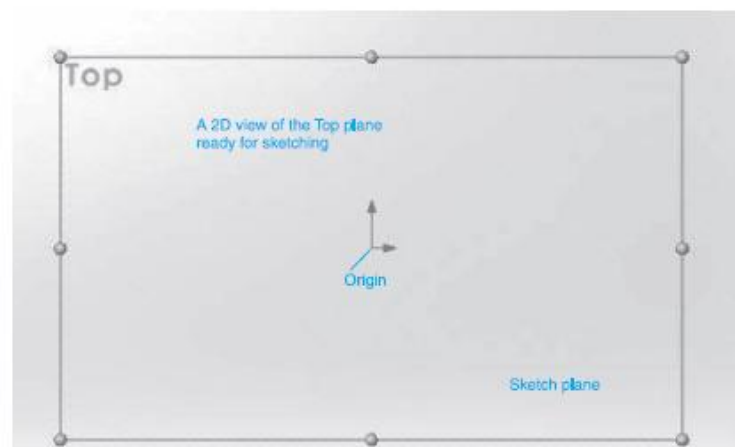 Top
A 2D view of the Top plane
ready for sketching
Origin
Sketch plane